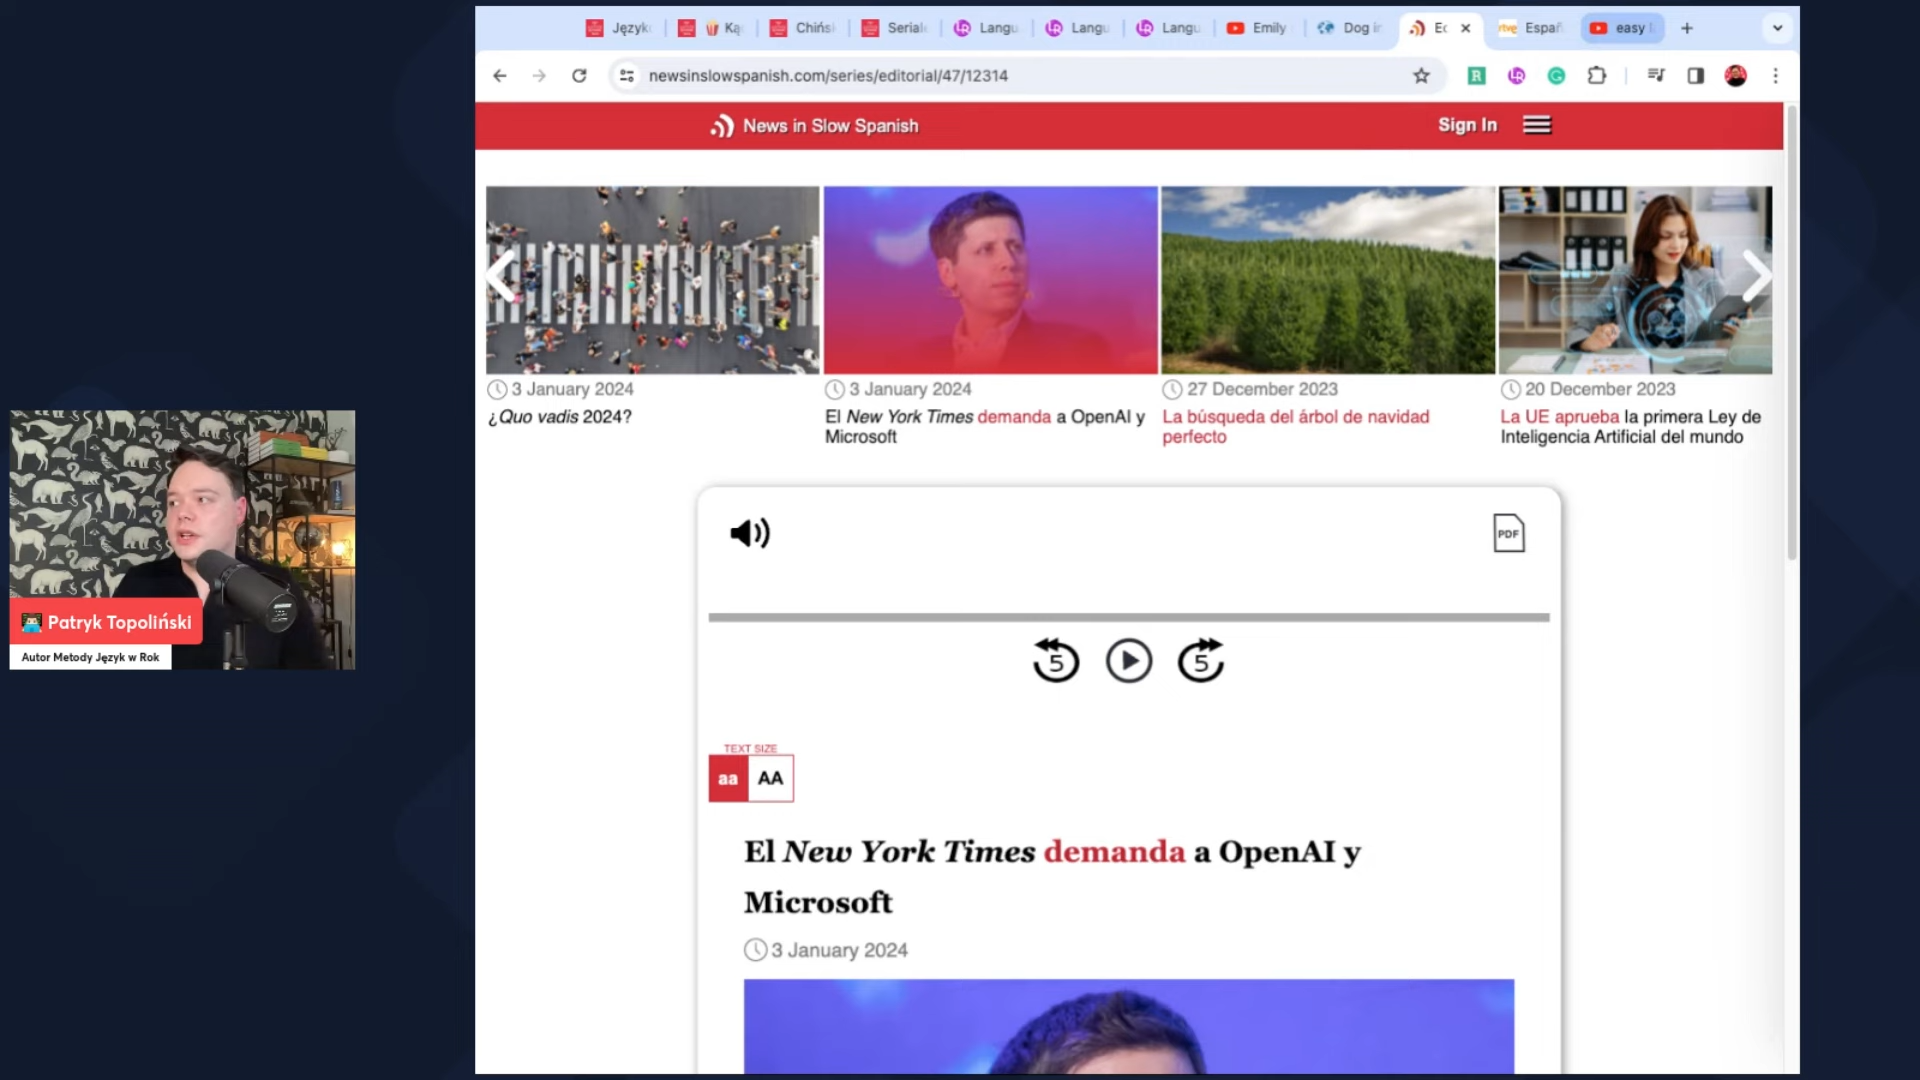 Język
Ką
Chińs
Seriale
Langu
Langu
Langu
Emily
Dog in
Ec
rtve Españ
easy l
newsinslowspanish.com/series/editorial/47/12314
News in Slow Spanish
Sign In
3 January 2024
¿Quo vadis 2024?
3 January 2024
El New York Times demanda a OpenAI y
Microsoft
27 December 2023
La búsqueda del árbol de navidad
perfecto
20 December 2023
La UE aprueba la primera Ley de
Inteligencia Artificial del mundo
PDF
5
5
TEXT SIZE
aa AA
El New York Times demanda a OpenAI y
Microsoft
3 January 2024
Patryk Topoliński
Autor Metody Język w Rok